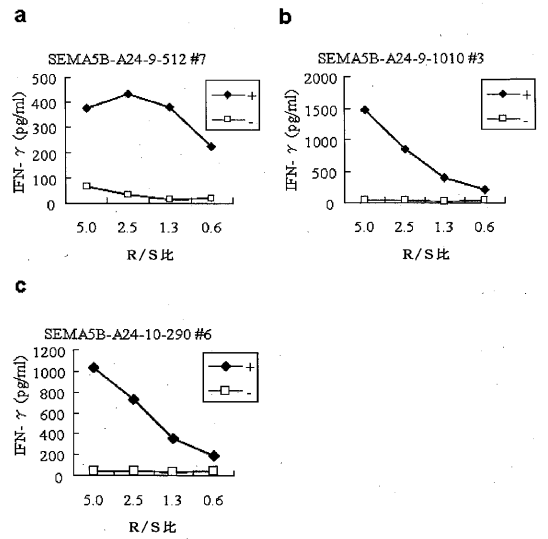 a
SEMA5B-A24-9-512 #7
500
400
300
200
100
0
IFN- γ (pg/ml)
+
-
5.0 2.5 1.3 0.6
R/S比
b
SEMA5B-A24-9-1010 #3
2000
1500
1000
500
0
IFN- γ (pg/ml)
+
-
5.0 2.5 1.3 0.6
R/S比
c
SEMA5B-A24-10-290 #6
1200
1000
800
600
400
200
0
IFN- γ (pg/ml)
+
-
5.0 2.5 1.3 0.6
R/S比